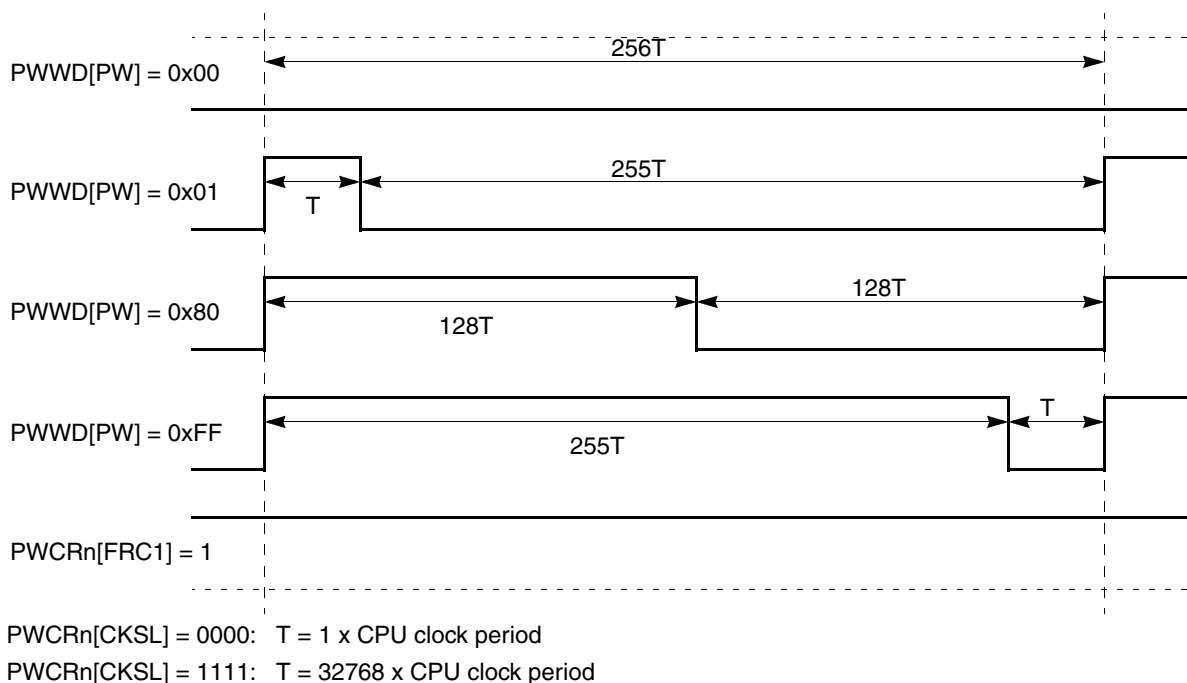 256T
PWWD[PW] = 0x00
255T
PWWD[PW] = 0x01
T
128T
PWWD[PW] = 0x80
128T
T
PWWD[PW] = 0xFF
255T
PWCRn[FRC1] = 1
PWCRn[CKSL] = 0000: T = 1 x CPU clock period
PWCRn[CKSL] = 1111: T = 32768 x CPU clock period